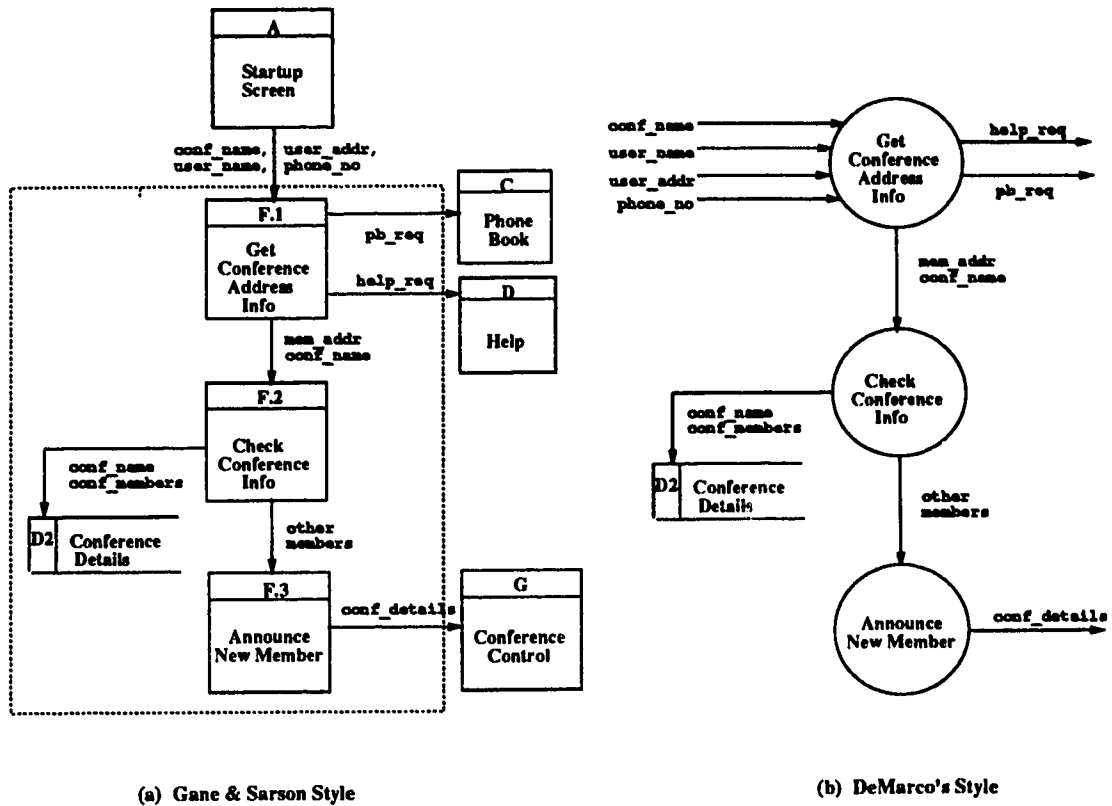 A
Startup
Screen
conf_name, user_addr,
user_name, phone_no
F.1
Get
Conference
Address
Info
pb_req
help_req
C
Phone
Book
D
Help
mem_addr
conf_name
F.2
Check
Conference
Info
conf_name
conf_members
D2
Conference
Details
other
members
F.3
Announce
New Member
conf_details
G
Conference
Control
(a) Gane & Sarson Style
conf_name
user_name
user_addr
phone_no
Get
Conference
Address
Info
help_req
pb_req
mem_addr
conf_name
Check
Conference
Info
conf_name
conf_members
D2
Conference
Details
other
members
Announce
New Member
conf_details
(b) DeMarco's Style